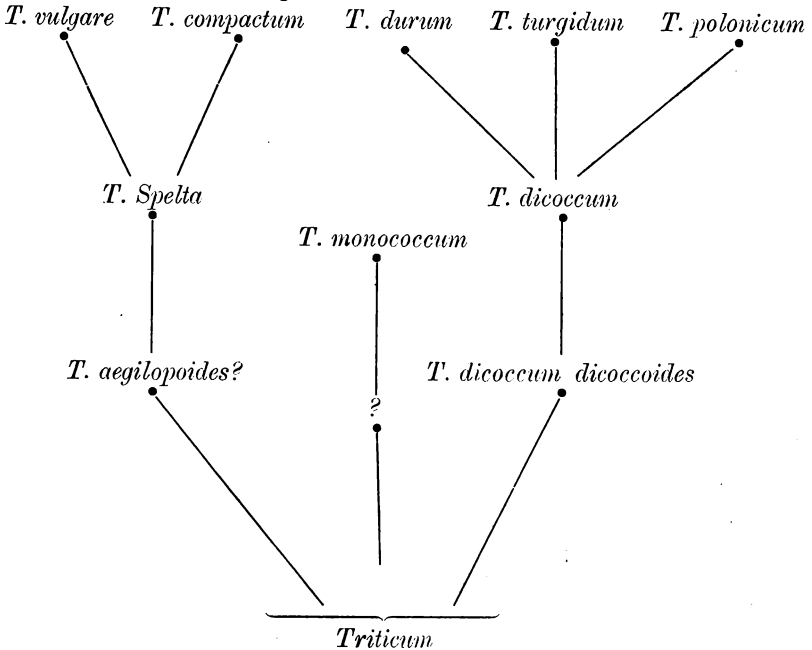 T. vulgare T. compactum T. durum T. turgidum T. polonicum
T. Spelta T. dicoccum
T. monococcum
T. aegilopoides? T. dicoccum dicoccoides
?
Triticum